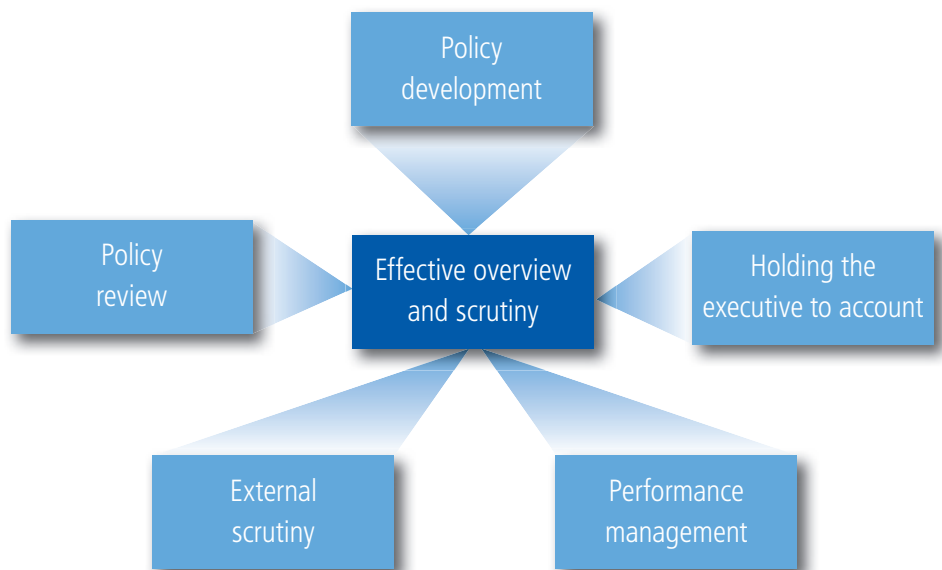 Policy
development
Policy
review
Effective overview
and scrutiny
Holding the
executive to account
External
scrutiny
Performance
management